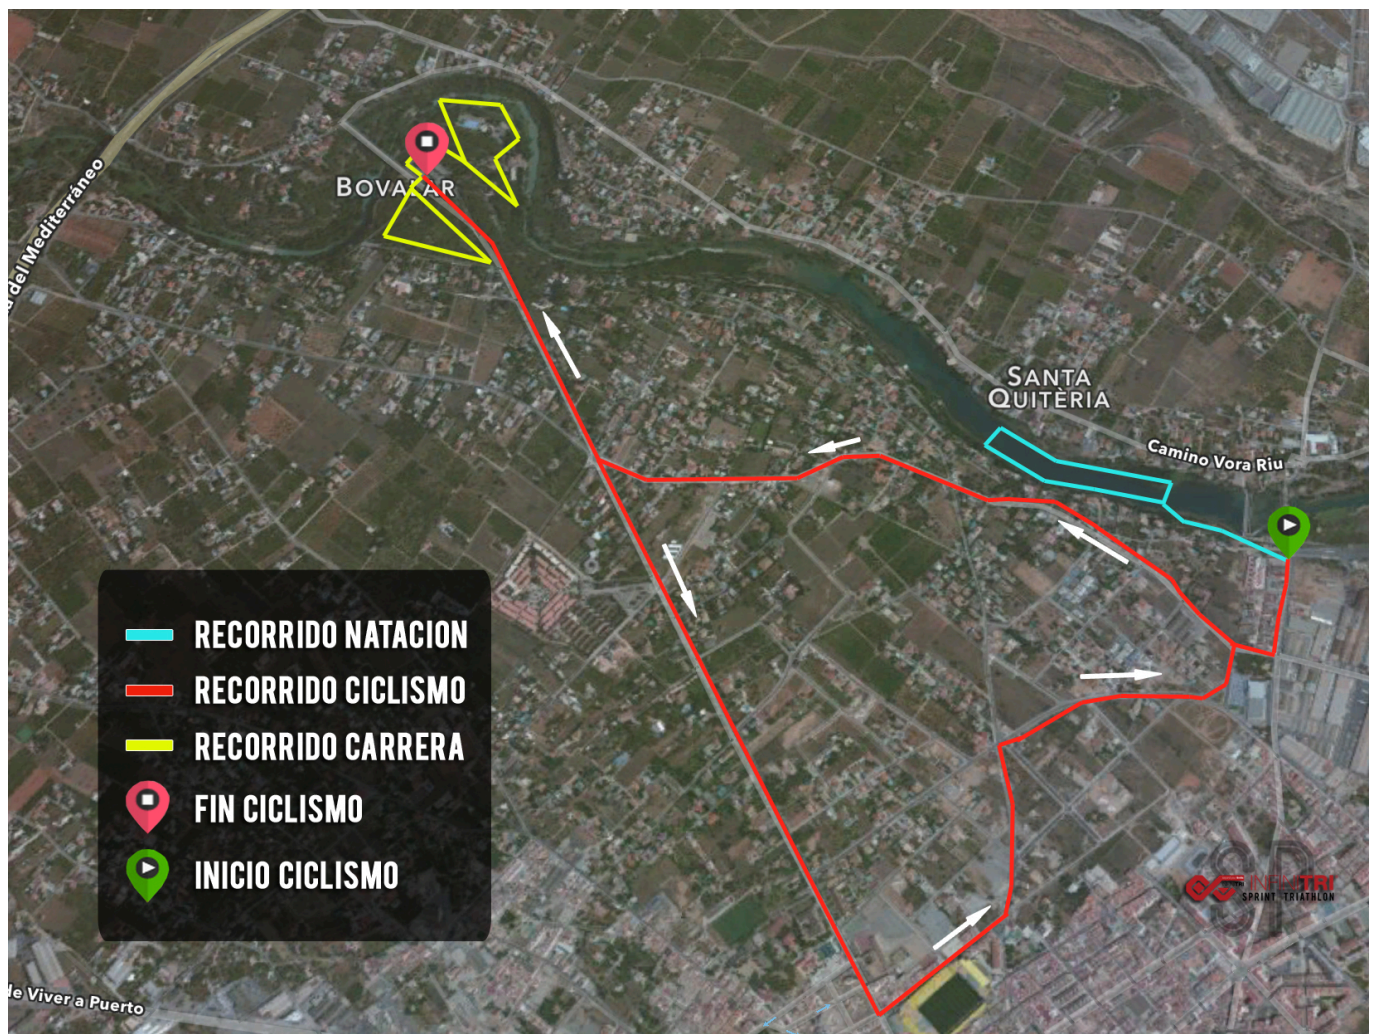 BOVALAR
a del Mediterráneo
SANTA
QUITÈRIA
Camino Vora Riu
RECORRIDO NATACION
RECORRIDO CICLISMO
RECORRIDO CARRERA
FIN CICLISMO
INICIO CICLISMO
TRI
SPRINT TRIATHLON
de Viver a Puerto